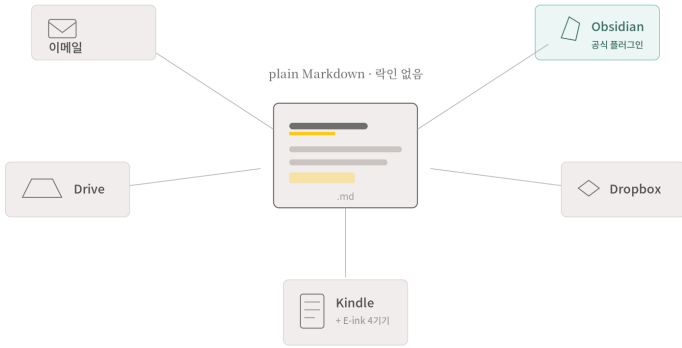 이메일
Obsidian
공식 플러그인
plain Markdown · 락인 없음
.md
Drive
Dropbox
Kindle
+ E-ink 4기기